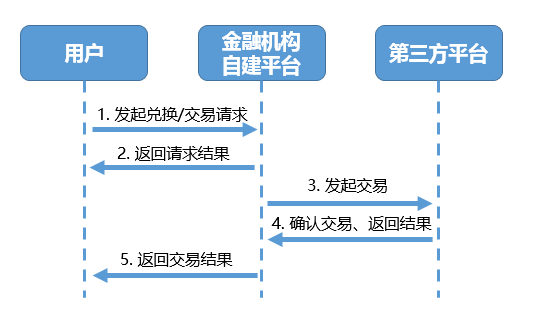 用户
金融机构
自建平台
第三方平台
1. 发起兑换/交易请求
2. 返回请求结果
3. 发起交易
4. 确认交易、返回结果
5. 返回交易结果